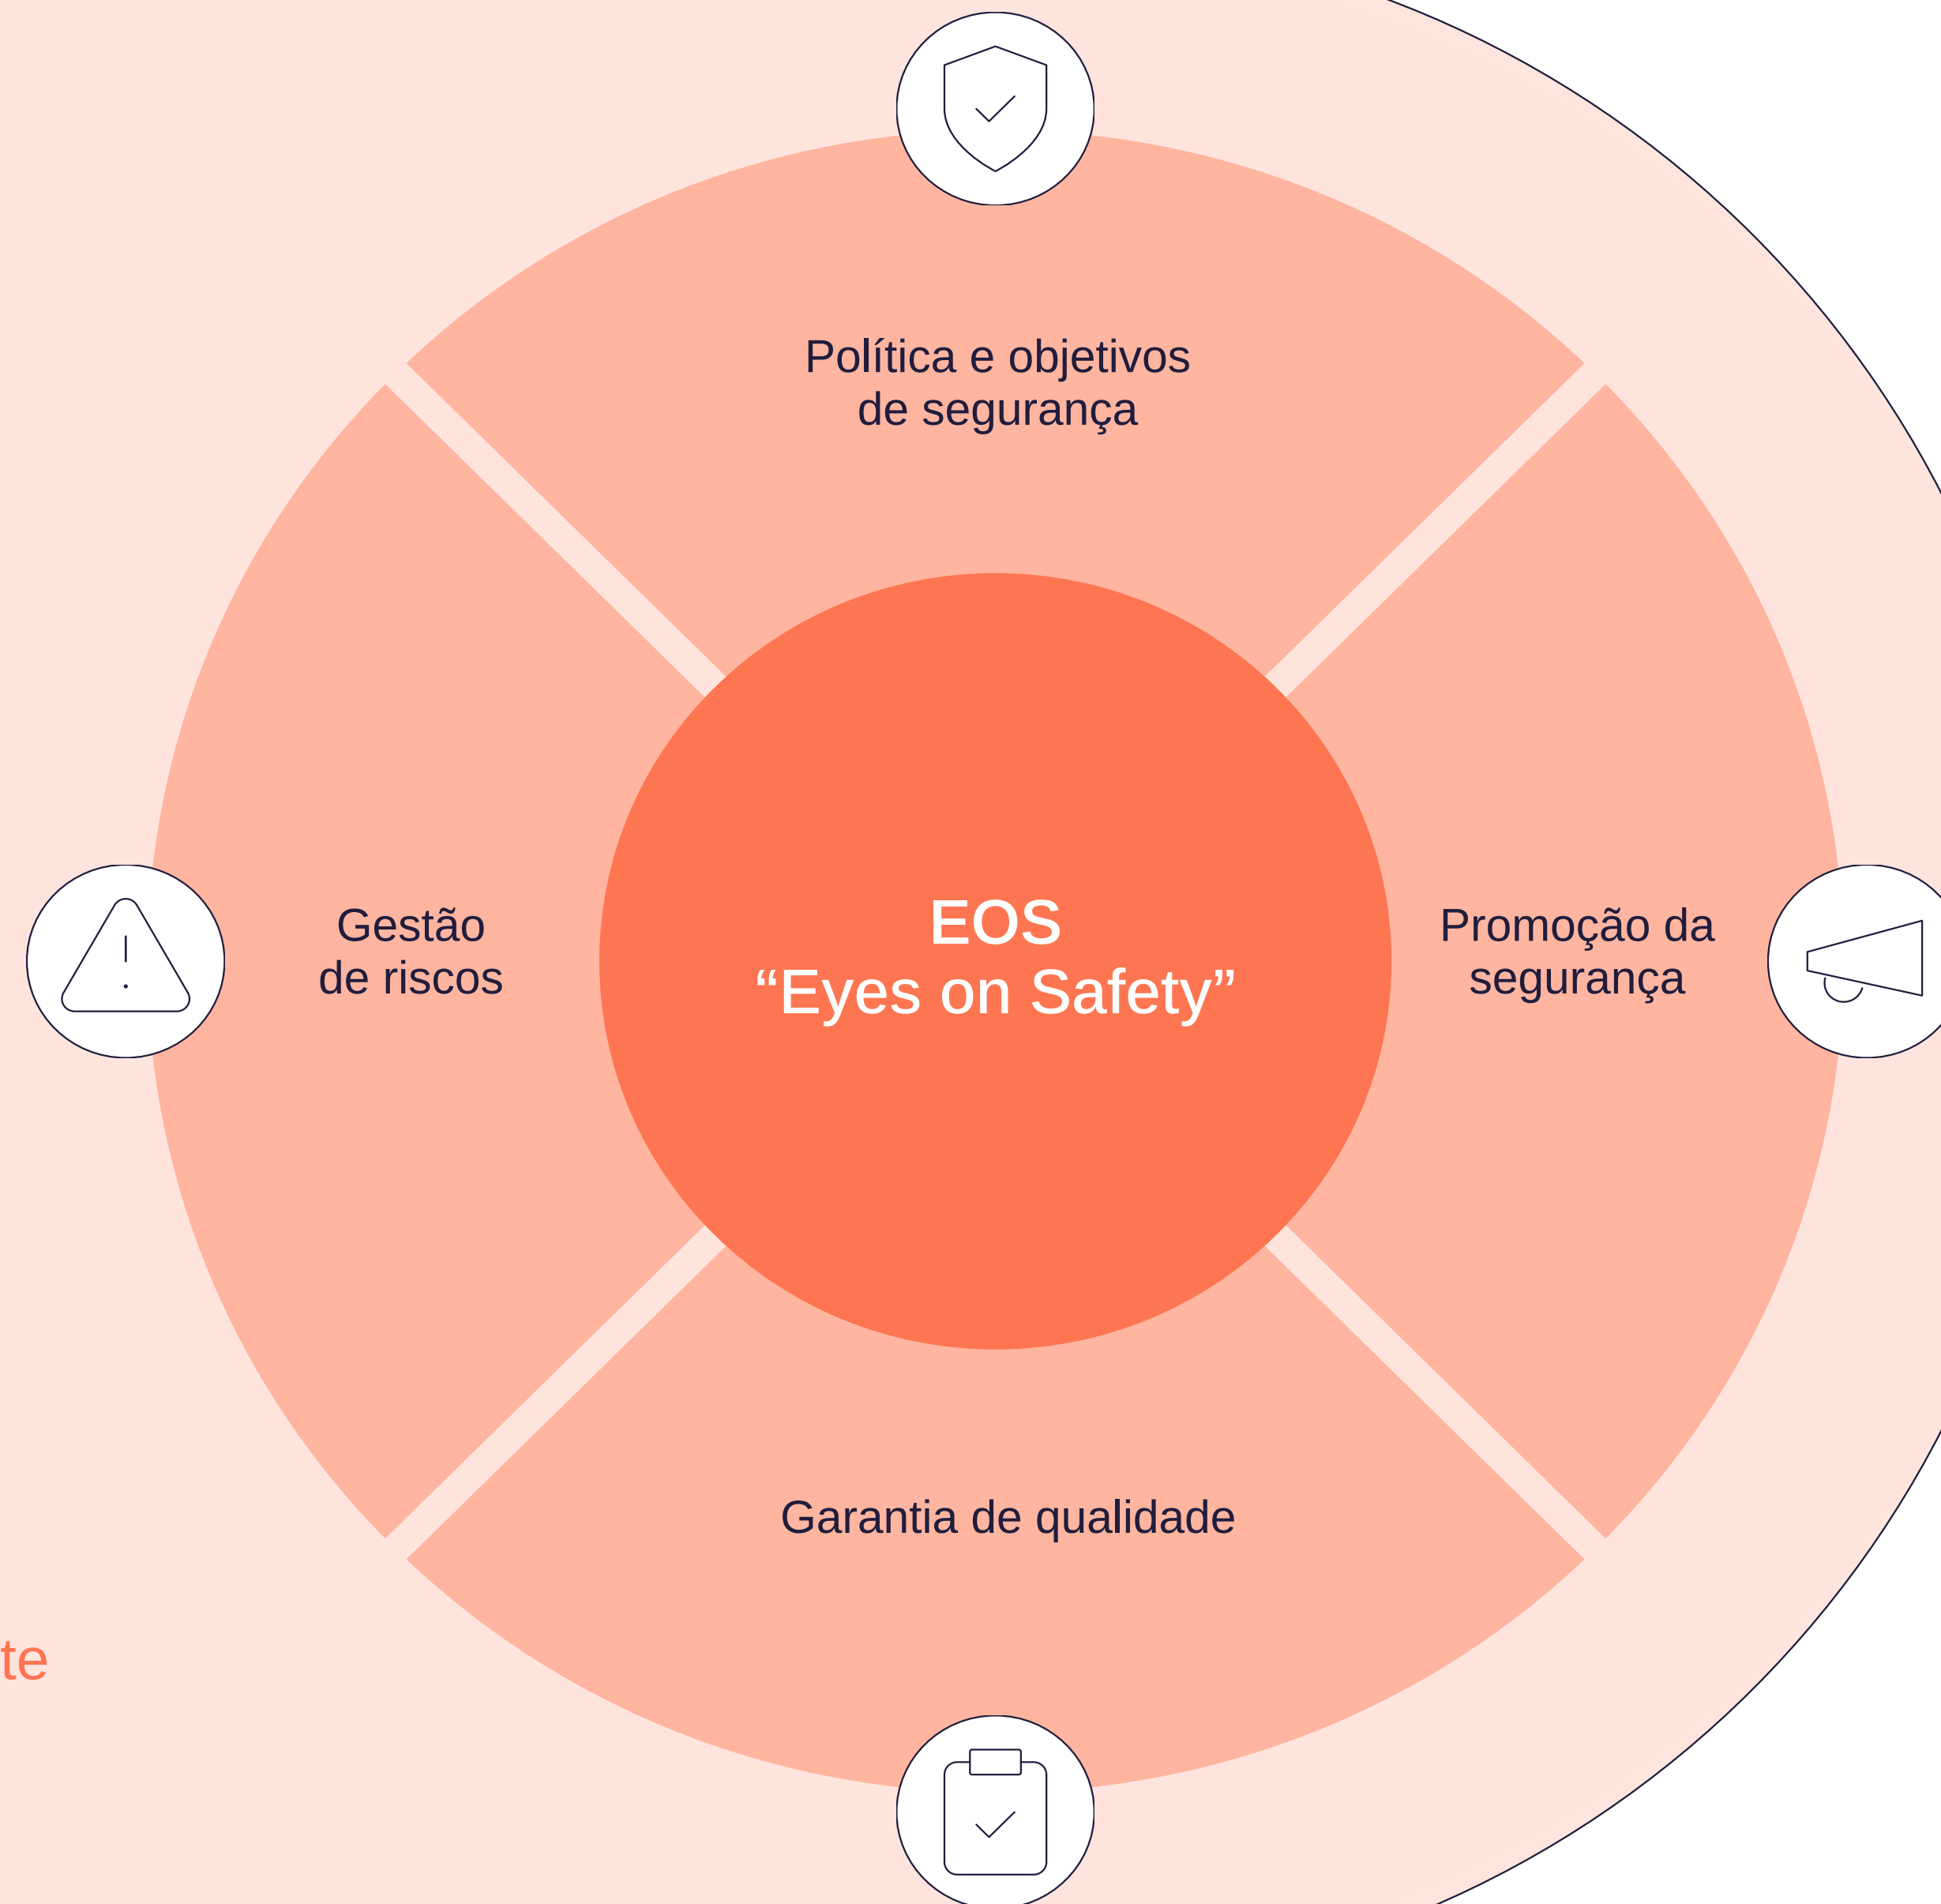 Política e objetivos
de segurança
Gestão
de riscos
EOS
“Eyes on Safety”
Promoção da
segurança
Garantia de qualidade
te